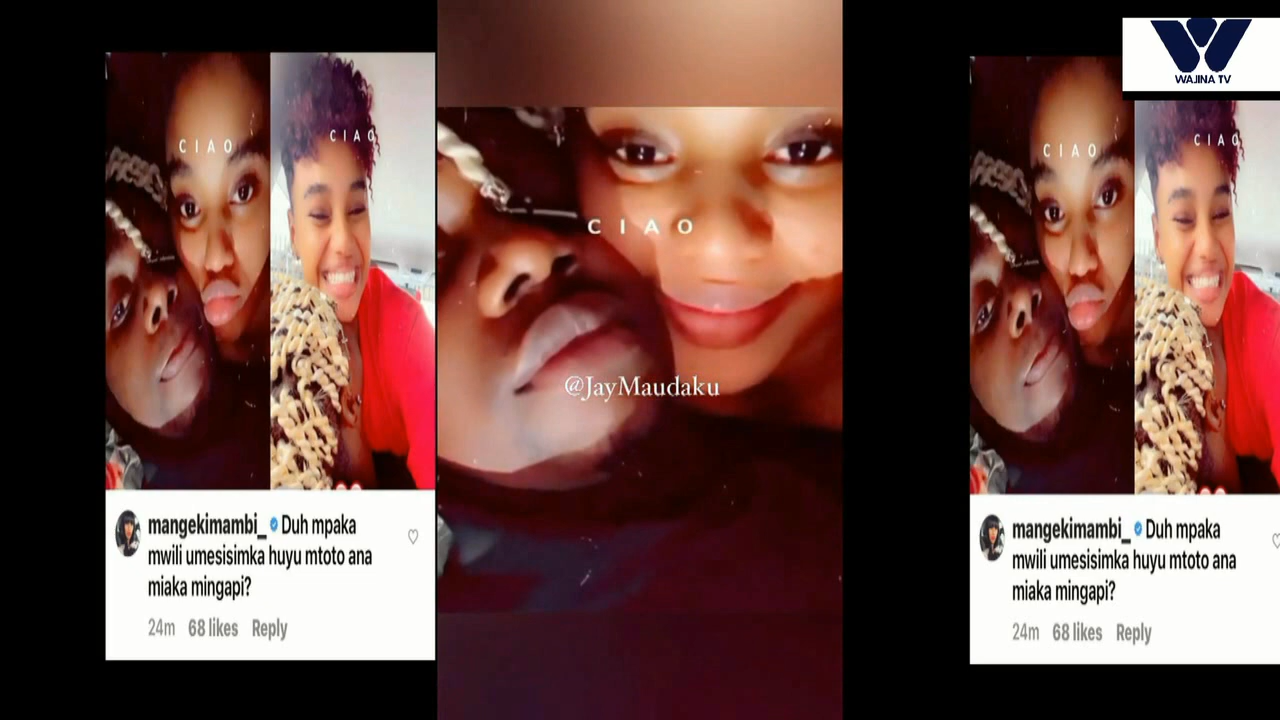 CIAO
CIAO
mangekimambi_ Duh mpaka
mwili umesisimka huyu mtoto ana
miaka mingapi?
24m 68 likes Reply
CIAO
@JayMaudaku
WAJINA TV
CIAO
CIAO
mangekimambi_ Duh mpaka
mwili umesisimka huyu mtoto ana
miaka mingapi?
24m 68 likes Reply